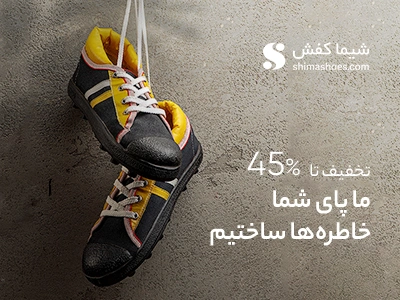 شیما کفش
shimashoes.com
تخفیف تا 45%
ما پای شما
خاطره‌ها ساختیم